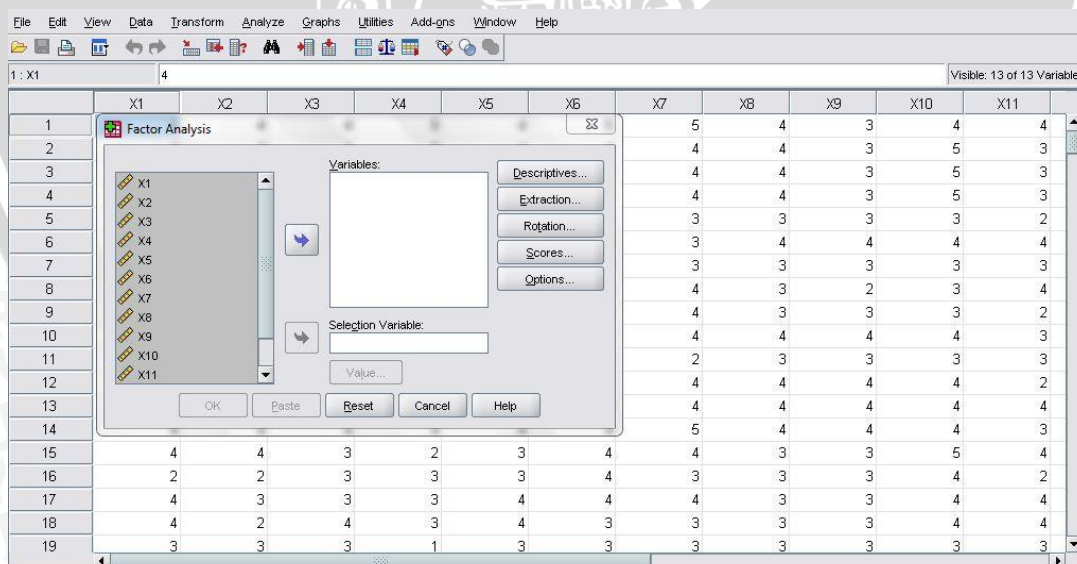 File Edit View Data Transform Analyze Graphs Utilities Add-ons Window Help
1 : X1 4 Visible: 13 of 13 Variable
X1 X2 X3 X4 X5 X6 X7 X8 X9 X10 X11
Factor Analysis
Variables:
X1
X2
X3
X4
X5
X6
X7
X8
X9
X10
X11
Selection Variable:
Value...
Descriptives...
Extraction...
Rotation...
Scores...
Options...
OK Paste Reset Cancel Help
1 5 4 3 4 4
2 4 4 3 5 3
3 4 4 3 5 3
4 4 4 3 5 3
5 3 3 3 3 2
6 3 4 4 4 4
7 3 3 3 3 3
8 4 3 2 3 4
9 4 3 3 3 2
10 4 4 4 4 3
11 2 3 3 3 3
12 4 4 4 4 2
13 4 4 4 4 4
14 5 4 4 4 3
15 4 4 3 2 3 4 4 3 3 5 4
16 2 2 3 3 3 4 3 3 3 4 2
17 4 3 3 3 4 4 4 3 3 4 4
18 4 2 4 3 4 3 3 3 3 4 4
19 3 3 3 1 3 3 3 3 3 3 3